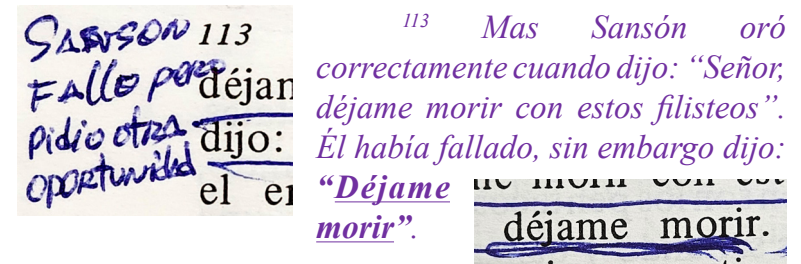 SANSON
FALLO pero
pidio otra
oportunidad
113
déjan
dijo:
el
113 Mas Sansón oró
correctamente cuando dijo: “Señor,
déjame morir con estos filisteos”.
Él había fallado, sin embargo dijo:
“Déjame
morir”.
déjame morir.